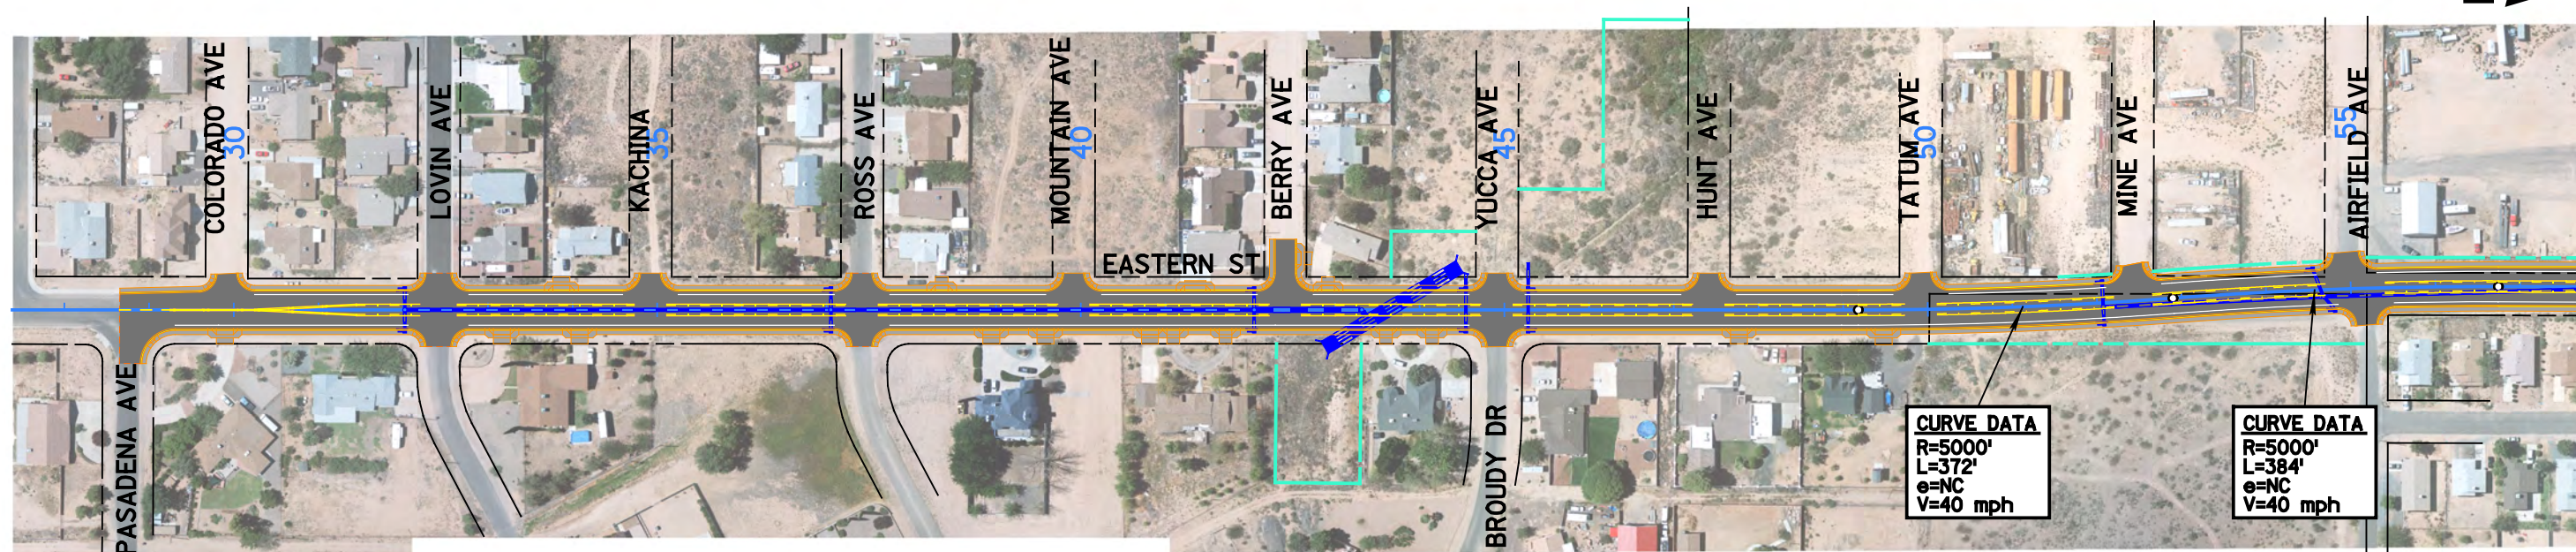 COLORADO AVE
30
LOVIN AVE
KACHINA
35
ROSS AVE
MOUNTAIN AVE
40
BERRY AVE
YUCCA AVE
45
HUNT AVE
TATUM AVE
50
MINE AVE
AIRFIELD AVE
55
EASTERN ST
PASADENA AVE
BROUDY DR
CURVE DATA
R=5000'
L=372'
e=NC
V=40 mph
CURVE DATA
R=5000'
L=384'
e=NC
V=40 mph